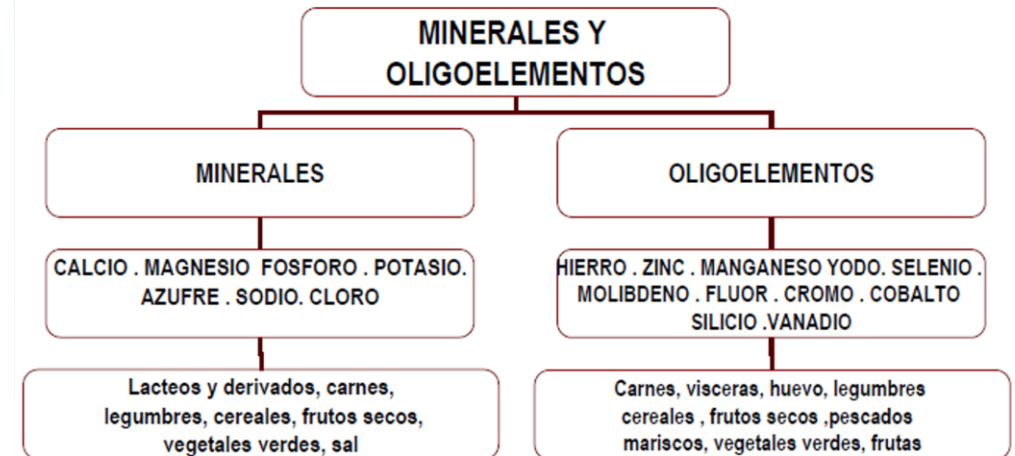 MINERALES Y
OLIGOELEMENTOS
MINERALES
OLIGOELEMENTOS
CALCIO . MAGNESIO FOSFORO . POTASIO.
AZUFRE . SODIO. CLORO
HIERRO . ZINC . MANGANESO YODO. SELENIO .
MOLIBDENO . FLUOR . CROMO . COBALTO
SILICIO .VANADIO
Lacteos y derivados, carnes,
legumbres, cereales, frutos secos,
vegetales verdes, sal
Carnes, visceras, huevo, legumbres
cereales , frutos secos ,pescados
mariscos, vegetales verdes, frutas